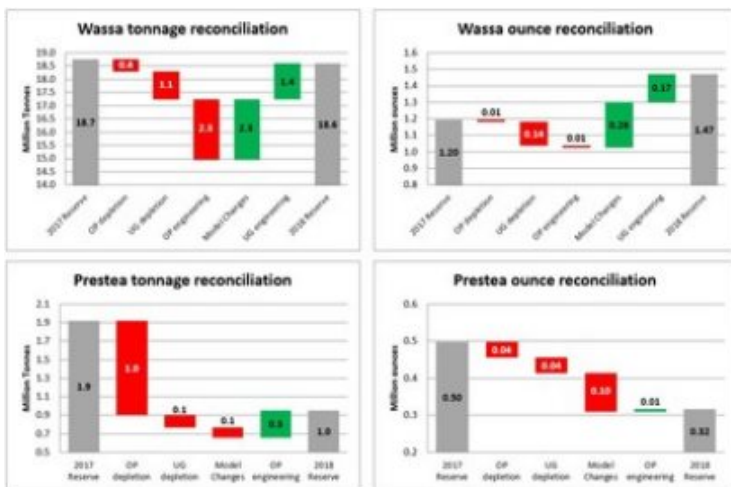 Wassa tonnage reconciliation
Million Tonnes
19.0
18.5
18.0
17.5
17.0
16.5
16.0
15.5
15.0
14.5
14.0
18.7
0.4
1.1
2.3
2.3
1.4
18.6
2017 Reserve
OP depletion
UG depletion
OP engineering
Model Changes
UG engineering
2018 Reserve
Wassa ounce reconciliation
Million ounces
1.6
1.5
1.4
1.3
1.2
1.1
1.0
0.9
0.8
1.20
0.01
0.14
0.01
0.17
1.47
2017 Reserve
OP depletion
UG depletion
OP engineering
Model Changes
UG engineering
2018 Reserve
Prestea tonnage reconciliation
Million Tonnes
2.1
1.9
1.7
1.5
1.3
1.1
0.9
0.7
0.5
1.9
1.0
0.1
0.1
0.3
1.0
2017 Reserve
OP depletion
UG depletion
Model Changes
OP engineering
2018 Reserve
Prestea ounce reconciliation
Million ounces
0.6
0.5
0.4
0.3
0.2
0.50
0.04
0.04
0.10
0.01
0.32
2017 Reserve
OP depletion
UG depletion
Model Changes
OP engineering
2018 Reserve